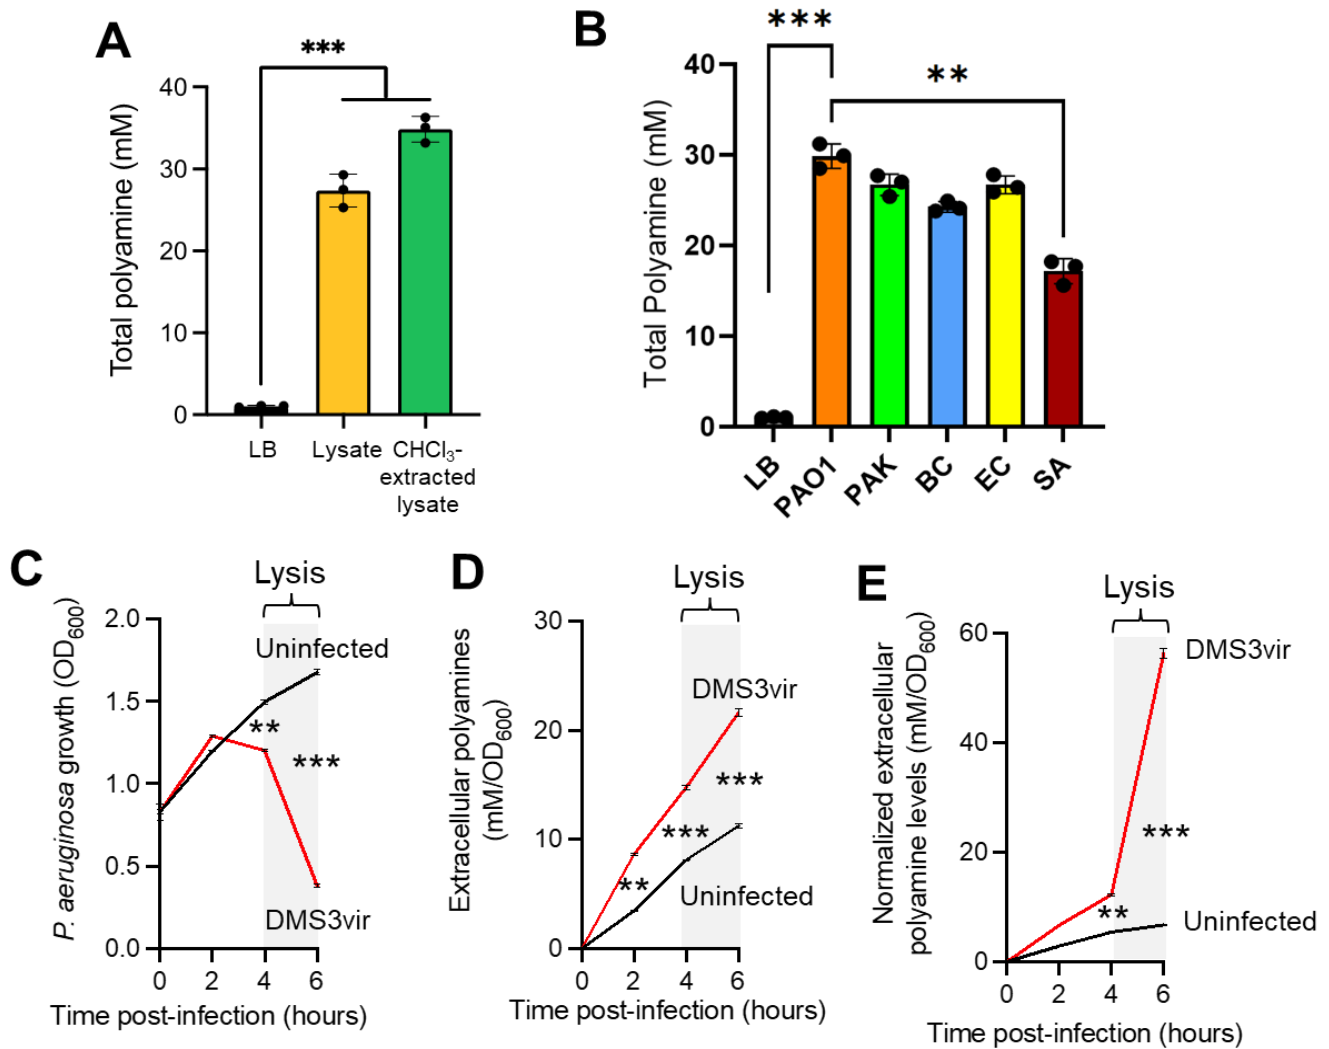 A
***
Total polyamine (mM)
40
30
20
10
0
LB
Lysate
CHCl3-
extracted
lysate
B
***
**
Total Polyamine (mM)
40
30
20
10
0
LB
PAO1
PAK
BC
EC
SA
C
Lysis
P. aeruginosa growth (OD600)
2.0
1.5
1.0
0.5
0.0
Uninfected
**
***
DMS3vir
0 2 4 6
Time post-infection (hours)
D
Lysis
Extracellular polyamines
(mM/OD600)
30
20
10
0
DMS3vir
***
***
**
Uninfected
0 2 4 6
Time post-infection (hours)
E
Lysis
Normalized extracellular
polyamine levels (mM/OD600)
60
40
20
0
DMS3vir
***
**
Uninfected
0 2 4 6
Time post-infection (hours)